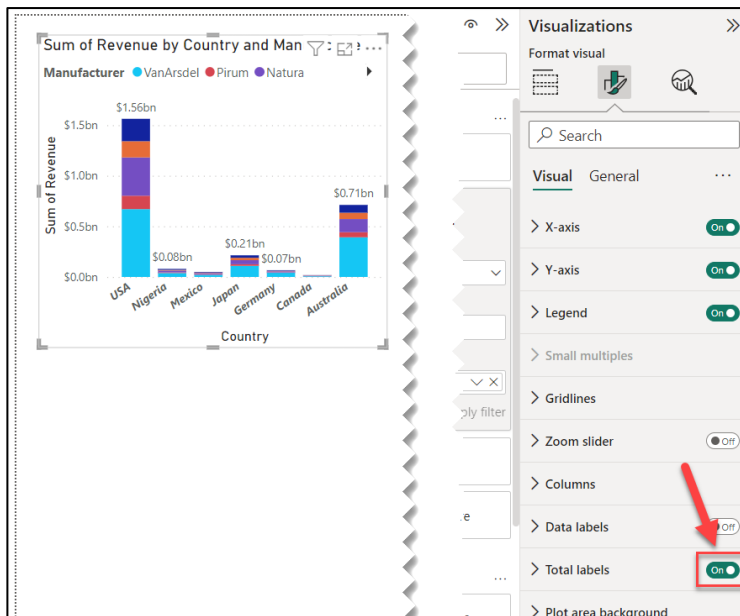 Sum of Revenue by Country and Man
Manufacturer VanArsdel Pirum Natura
$1.56bn
$1.5bn
$1.0bn
$0.5bn
$0.0bn
Sum of Revenue
$0.08bn
$0.21bn
$0.07bn
$0.71bn
USA
Nigeria
Mexico
Japan
Germany
Canada
Australia
Country
ply filter
Visualizations
Format visual
Search
Visual General
X-axis On
Y-axis On
Legend On
Small multiples
Gridlines
Zoom slider Off
Columns
Data labels Off
Total labels On
Plot area background